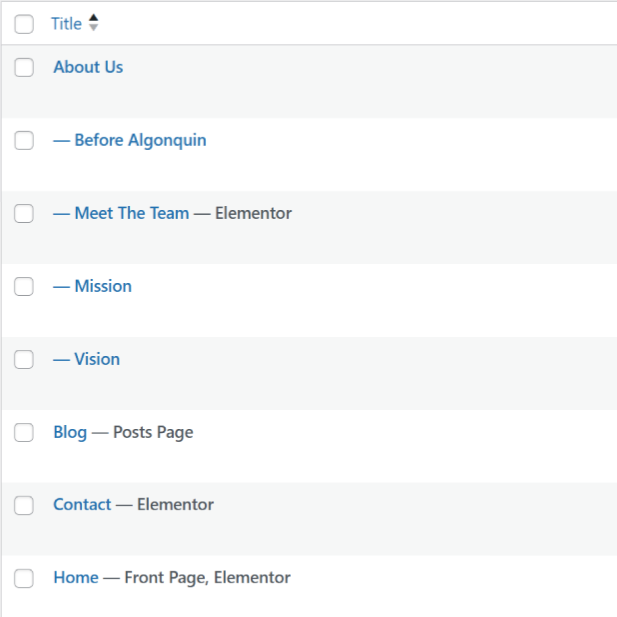 Title
About Us
— Before Algonquin
— Meet The Team — Elementor
— Mission
— Vision
Blog — Posts Page
Contact — Elementor
Home — Front Page, Elementor